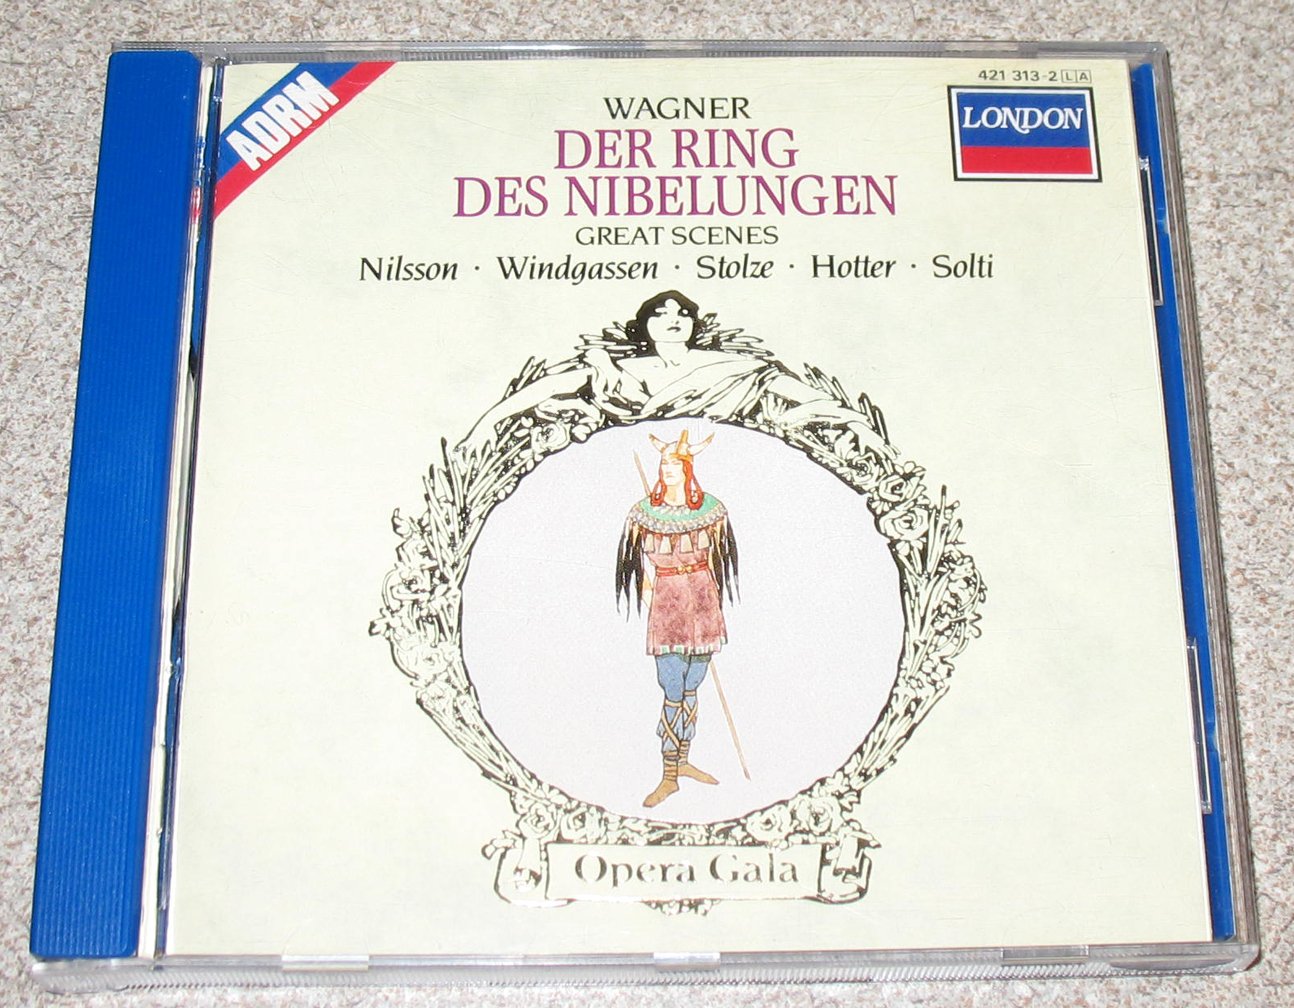 ADRM
421 313-2 LA
LONDON
WAGNER
DER RING
DES NIBELUNGEN
GREAT SCENES
Nilsson · Windgassen · Stolze · Hotter · Solti
Opera Gala